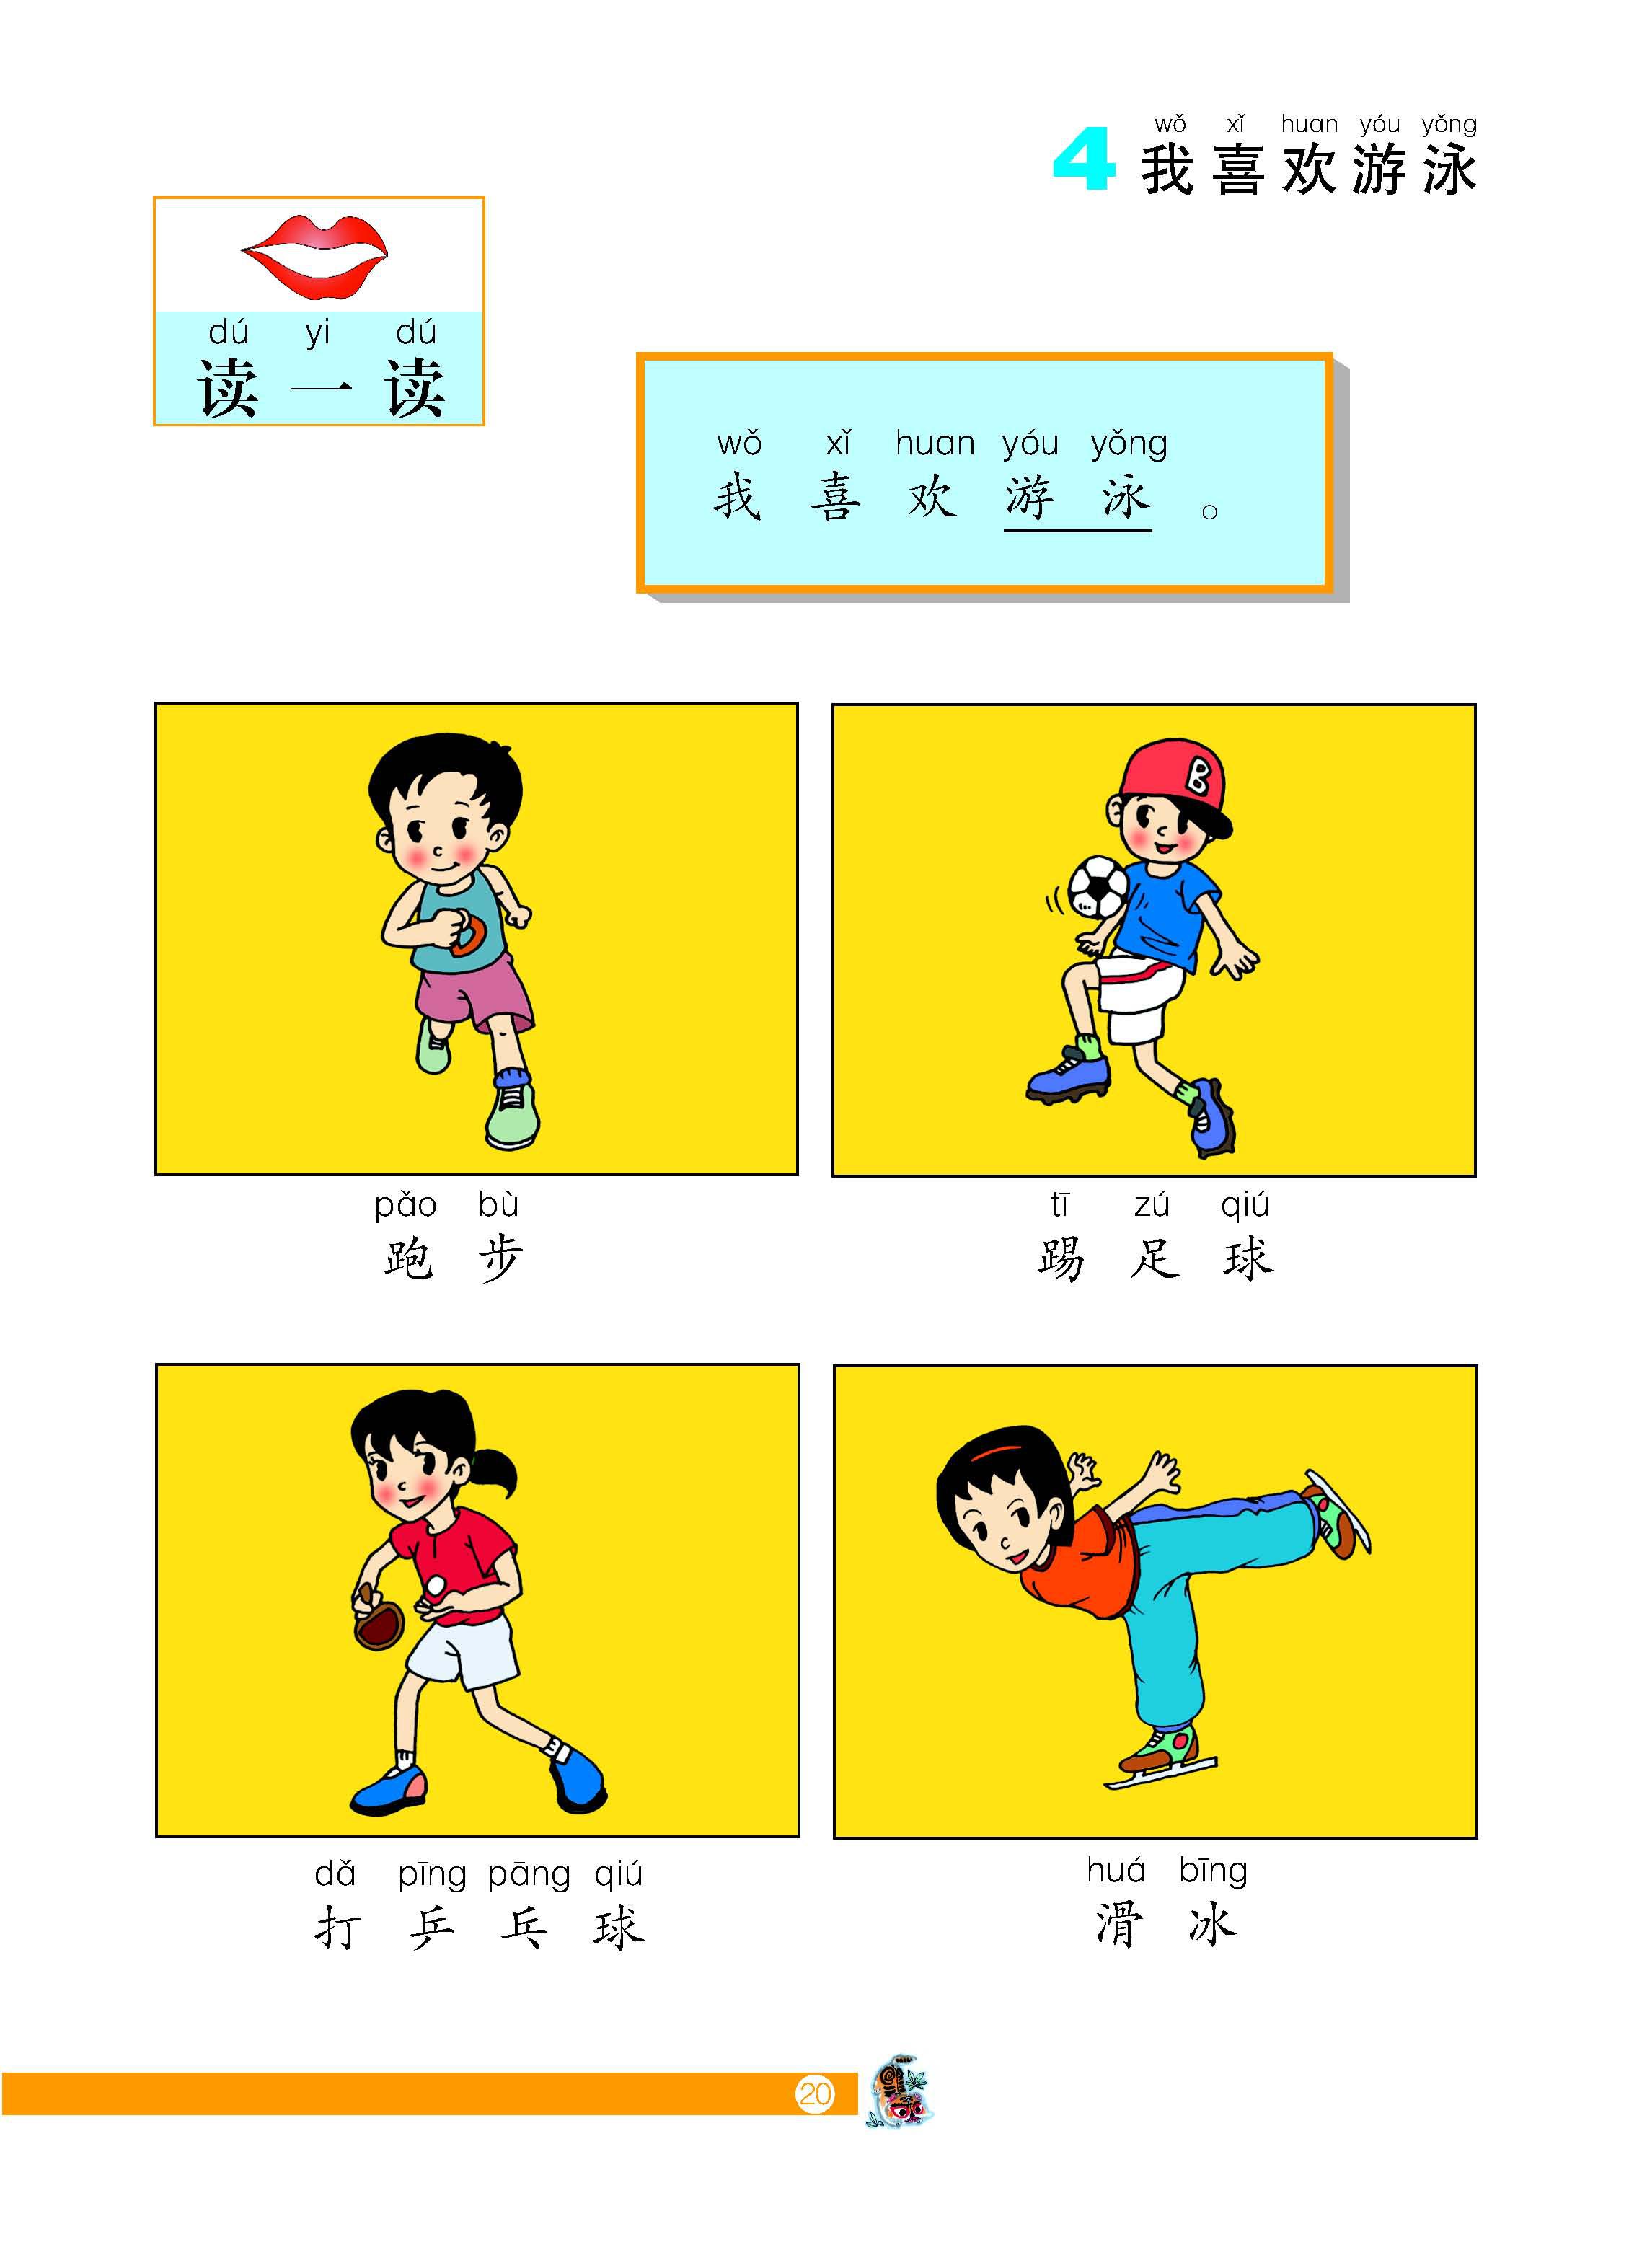 wǒ xǐ huan yóu yǒng
4 我喜欢游泳
dú yi dú
读一读
wǒ xǐ huan yóu yǒng
我喜欢游泳。
B
pǎo bù
跑步
tī zú qiú
踢足球
dǎ pīng pāng qiú
打乒乓球
huá bīng
滑冰
20